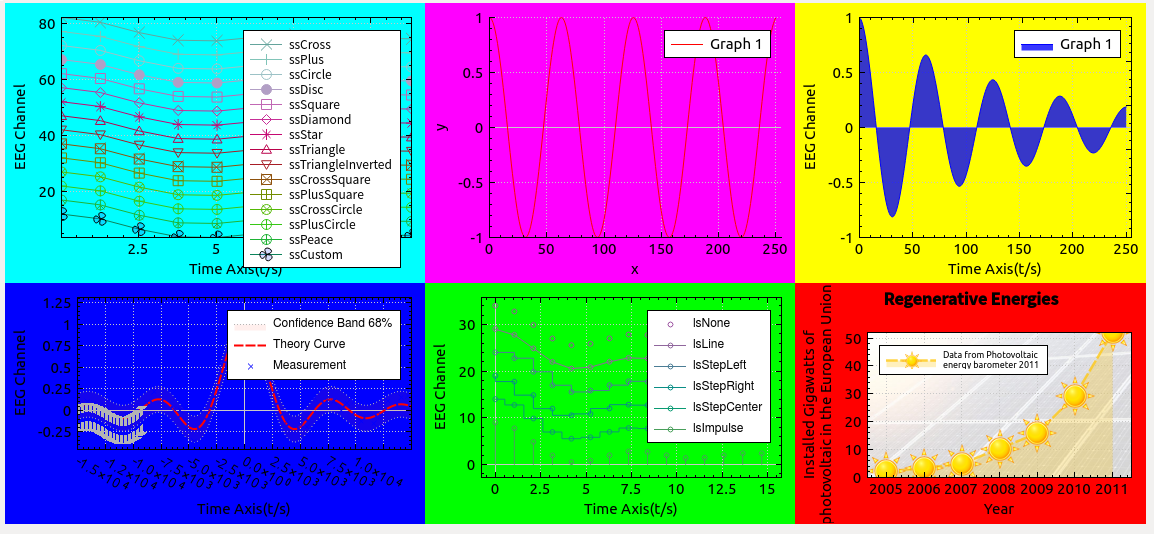 80
60
40
20
EEG Channel
2.5
5
Time Axis(t/s)
ssCross
ssPlus
ssCircle
ssDisc
ssSquare
ssDiamond
ssStar
ssTriangle
ssTriangleInverted
ssCrossSquare
ssPlusSquare
ssCrossCircle
ssPlusCircle
ssPeace
ssCustom
1
0.5
0
-0.5
-1
y
Graph 1
0
50
100
150
200
250
x
1
0.5
0
-0.5
-1
EEG Channel
Graph 1
0
50
100
150
200
250
Time Axis(t/s)
1.25
1
0.75
0.5
0.25
0
-0.25
EEG Channel
Confidence Band 68%
Theory Curve
Measurement
Time Axis(t/s)
30
20
10
0
EEG Channel
lsNone
lsLine
lsStepLeft
lsStepRight
lsStepCenter
lsImpulse
0
2.5
5
7.5
10
12.5
15
Time Axis(t/s)
Regenerative Energies
Installed Gigawatts of
photovoltaic in the European Union
50
40
30
20
10
0
Data from Photovoltaic
energy barometer 2011
2005
2006
2007
2008
2009
2010
2011
Year